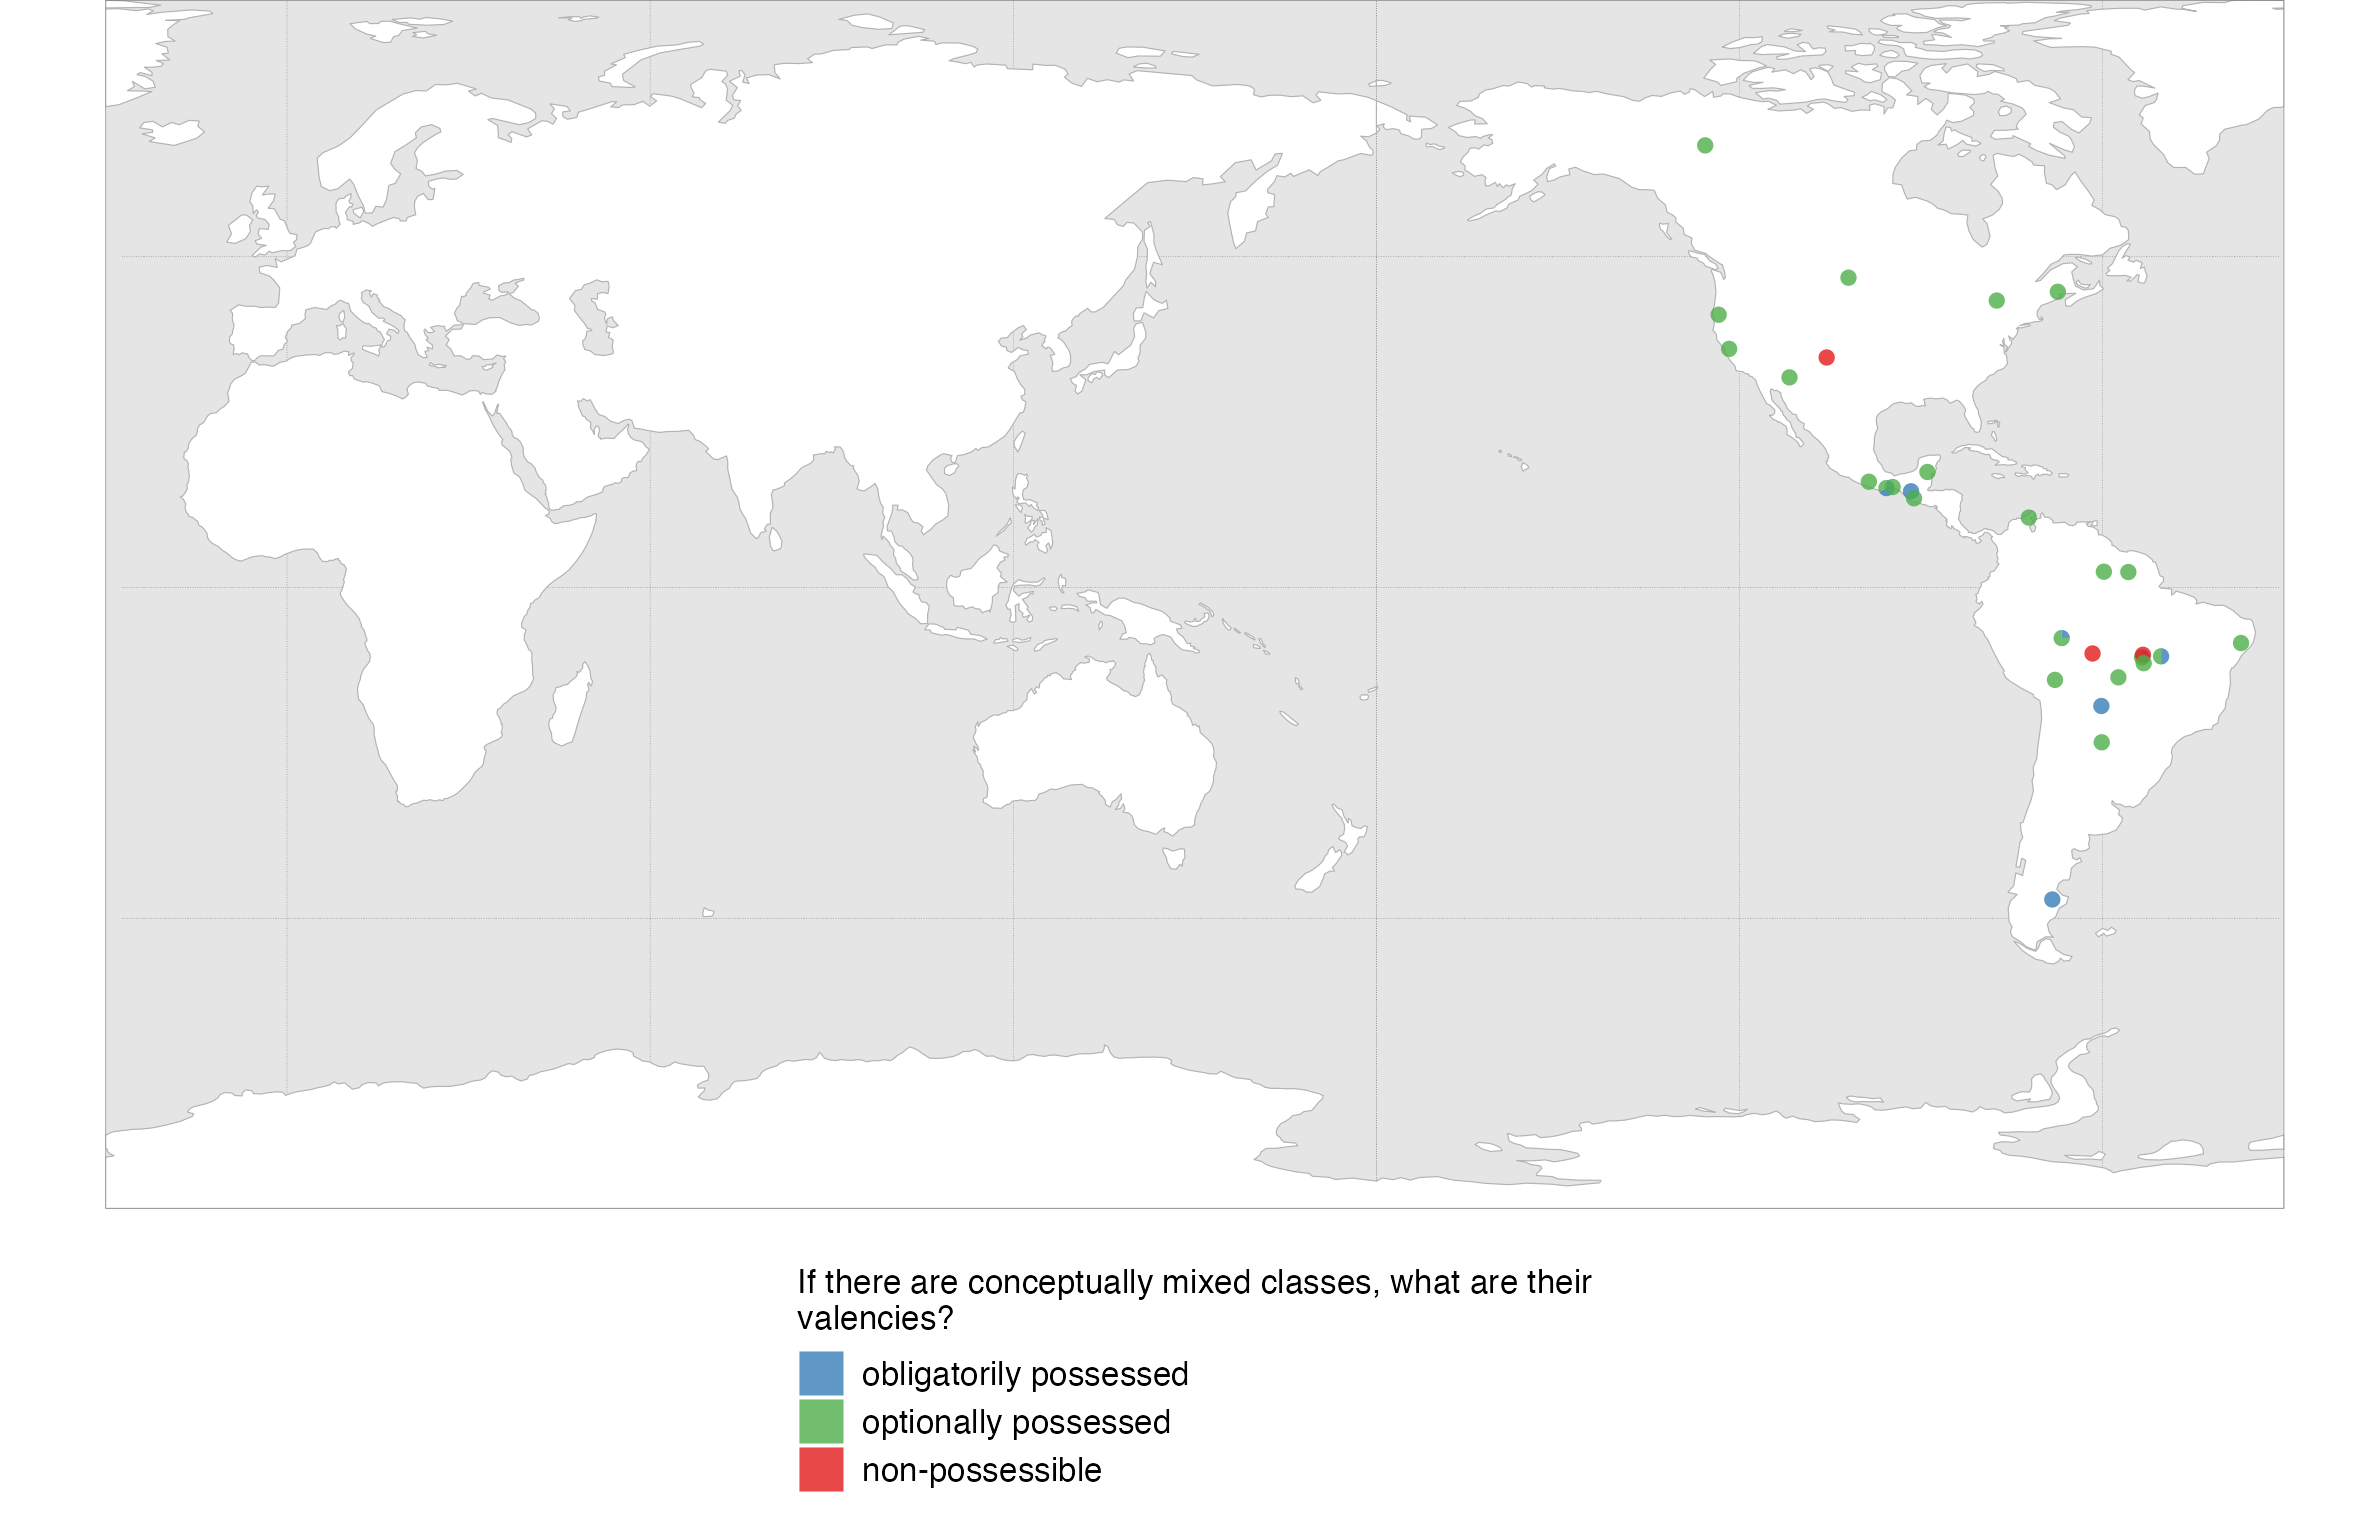 If there are conceptually mixed classes, what are their
valencies?
obligatorily possessed
optionally possessed
non-possessible